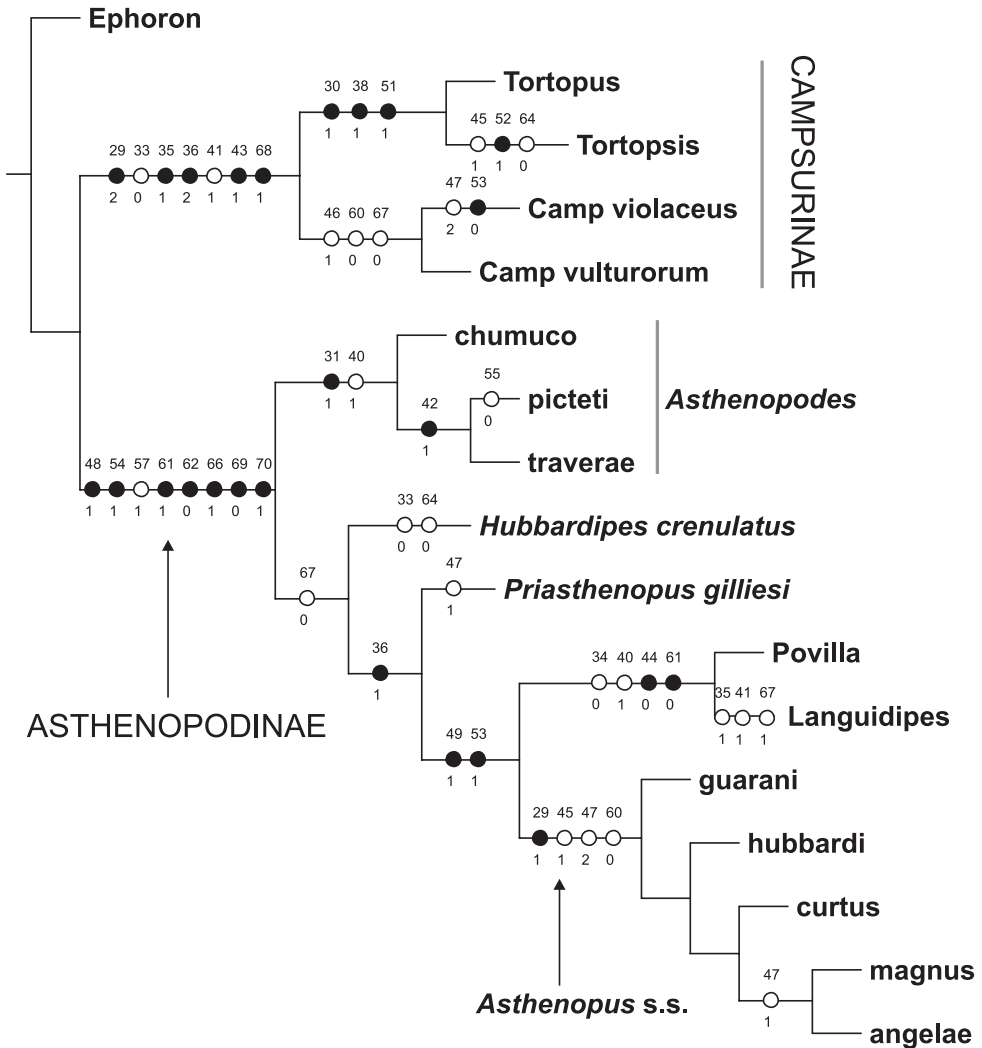 Ephoron
Tortopus
30 38 51
1 1 1
45 52 64
Tortopsis
1 1 0
CAMPSURINAE
29 33 35 36 41 43 68
2 0 1 2 1 1 1
47 53
Camp violaceus
2 0
46 60 67
1 0 0
Camp vulturorum
chumuco
31 40
1 1
55
picteti
0
Asthenopodes
42
1
traverae
48 54 57 61 62 66 69 70
1 1 1 1 0 1 0 1
33 64
Hubbardipes crenulatus
0 0
47
Priasthenopus gilliesi
1
67
0
36
1
Povilla
34 40 44 61
0 1 0 0
35 41 67
Languidipes
1 1 1
ASTHENOPODINAE
49 53
1 1
guarani
29 45 47 60
1 1 2 0
hubbardi
curtus
magnus
47
1
Asthenopus s.s.
angelae